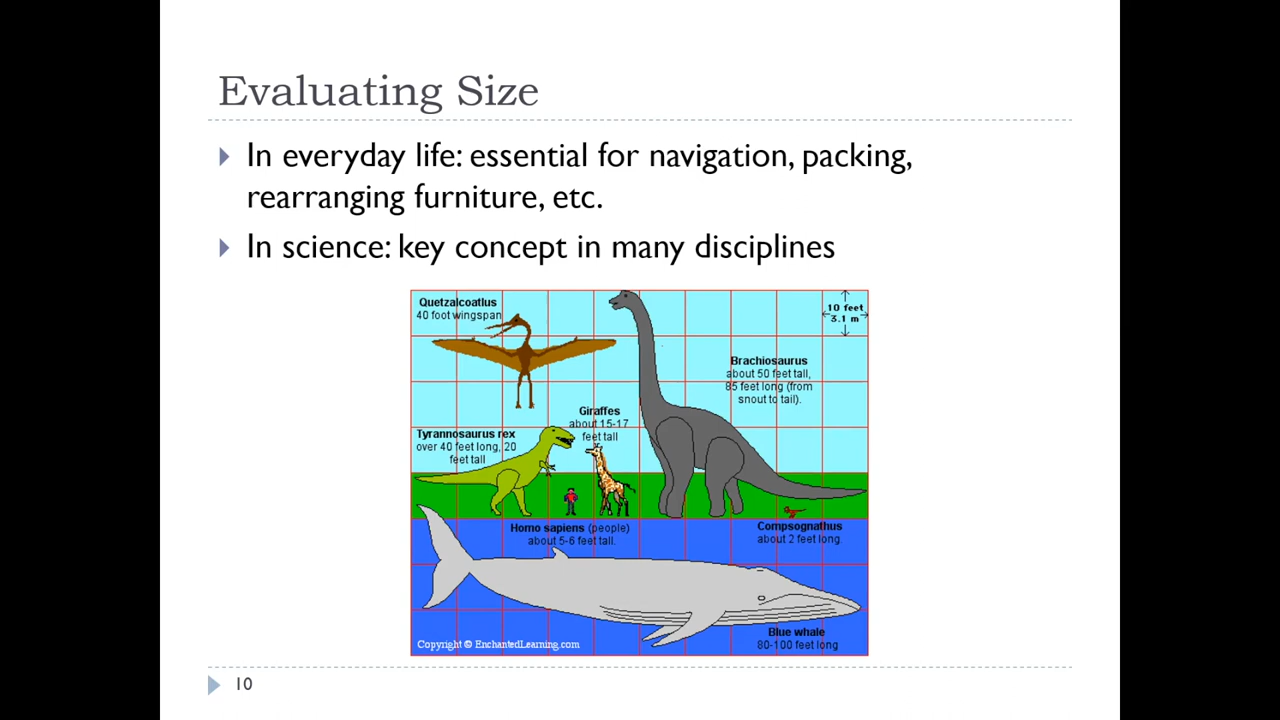 Evaluating Size
In everyday life: essential for navigation, packing,
rearranging furniture, etc.
In science: key concept in many disciplines
Quetzalcoatlus
40 foot wingspan
10 feet
3.1 m
Brachiosaurus
about 50 feet tall,
85 feet long (from
snout to tail).
Giraffes
about 15-17
feet tall
Tyrannosaurus rex
over 40 feet long, 20
feet tall
Homo sapiens (people)
about 5-6 feet tall.
Compsognathus
about 2 feet long.
Blue whale
80-100 feet long
Copyright © EnchantedLearning.com
10